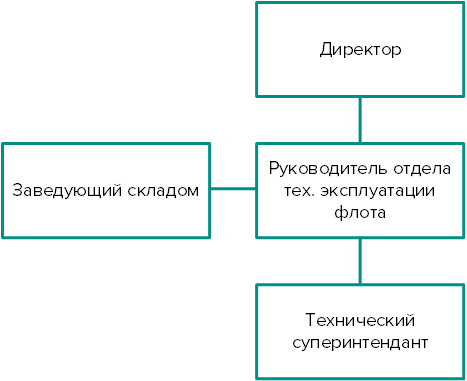 Директор
Заведующий складом
Руководитель отдела
тех. эксплуатации
флота
Технический
суперинтендант